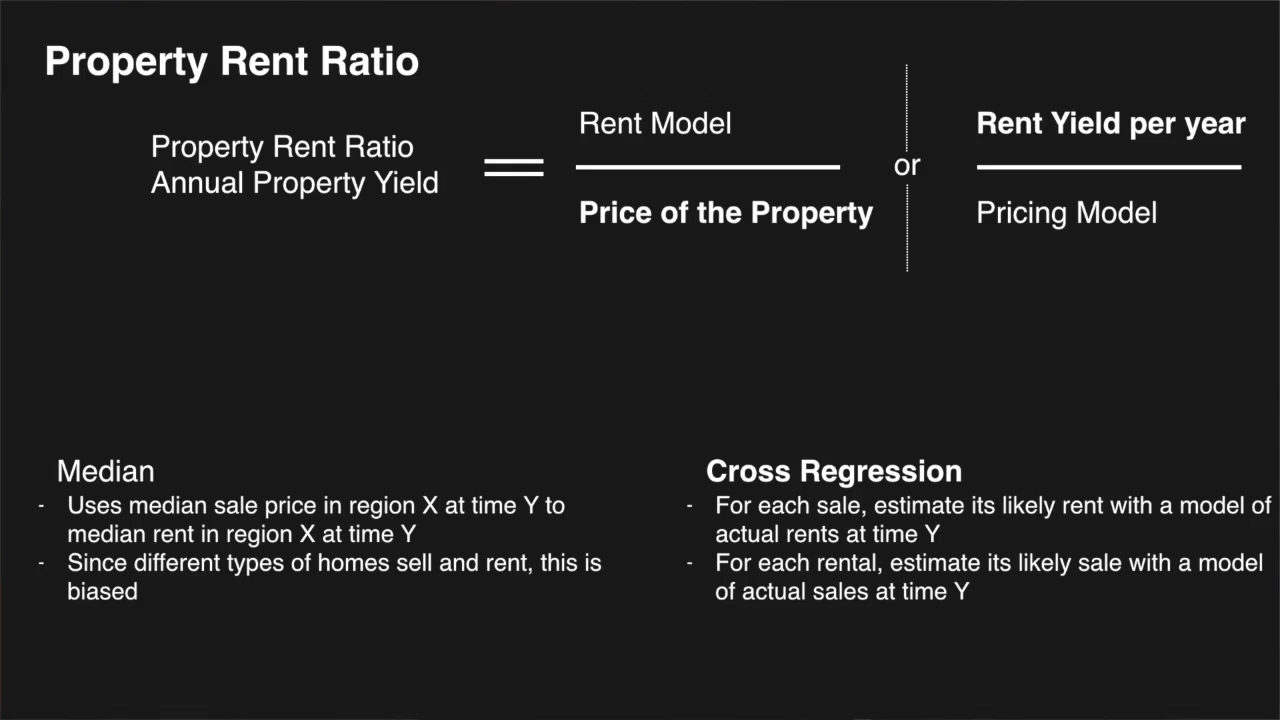 Property Rent Ratio
Property Rent Ratio
Annual Property Yield
Rent Model
Price of the Property
or
Rent Yield per year
Pricing Model
Median
- Uses median sale price in region X at time Y to
median rent in region X at time Y
- Since different types of homes sell and rent, this is
biased
Cross Regression
- For each sale, estimate its likely rent with a model of
actual rents at time Y
- For each rental, estimate its likely sale with a model
of actual sales at time Y